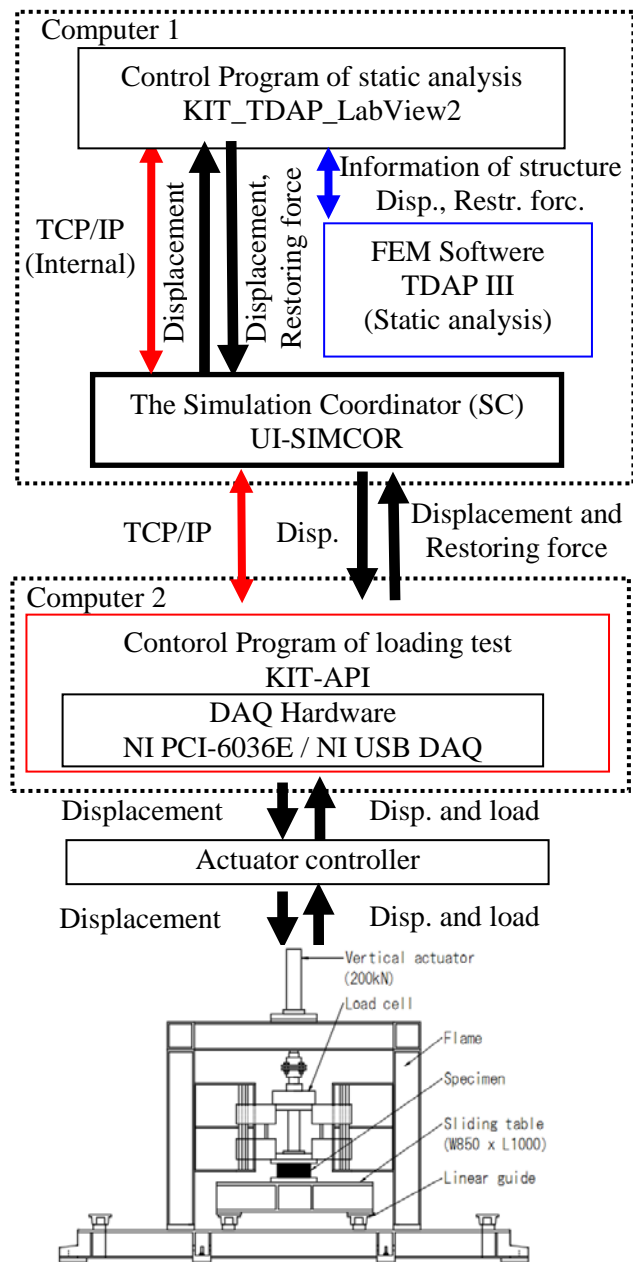 Computer 1
Control Program of static analysis
KIT_TDAP_LabView2
TCP/IP
(Internal)
Displacement
Displacement,
Restoring force
Information of structure
Disp., Restr. forc.
FEM Softwere
TDAP III
(Static analysis)
The Simulation Coordinator (SC)
UI-SIMCOR
TCP/IP
Disp.
Displacement and
Restoring force
Computer 2
Contorol Program of loading test
KIT-API
DAQ Hardware
NI PCI-6036E / NI USB DAQ
Displacement
Disp. and load
Actuator controller
Displacement
Disp. and load
Vertical actuator
(200kN)
Load cell
Flame
Specimen
Sliding table
(W850 x L1000)
Linear guide